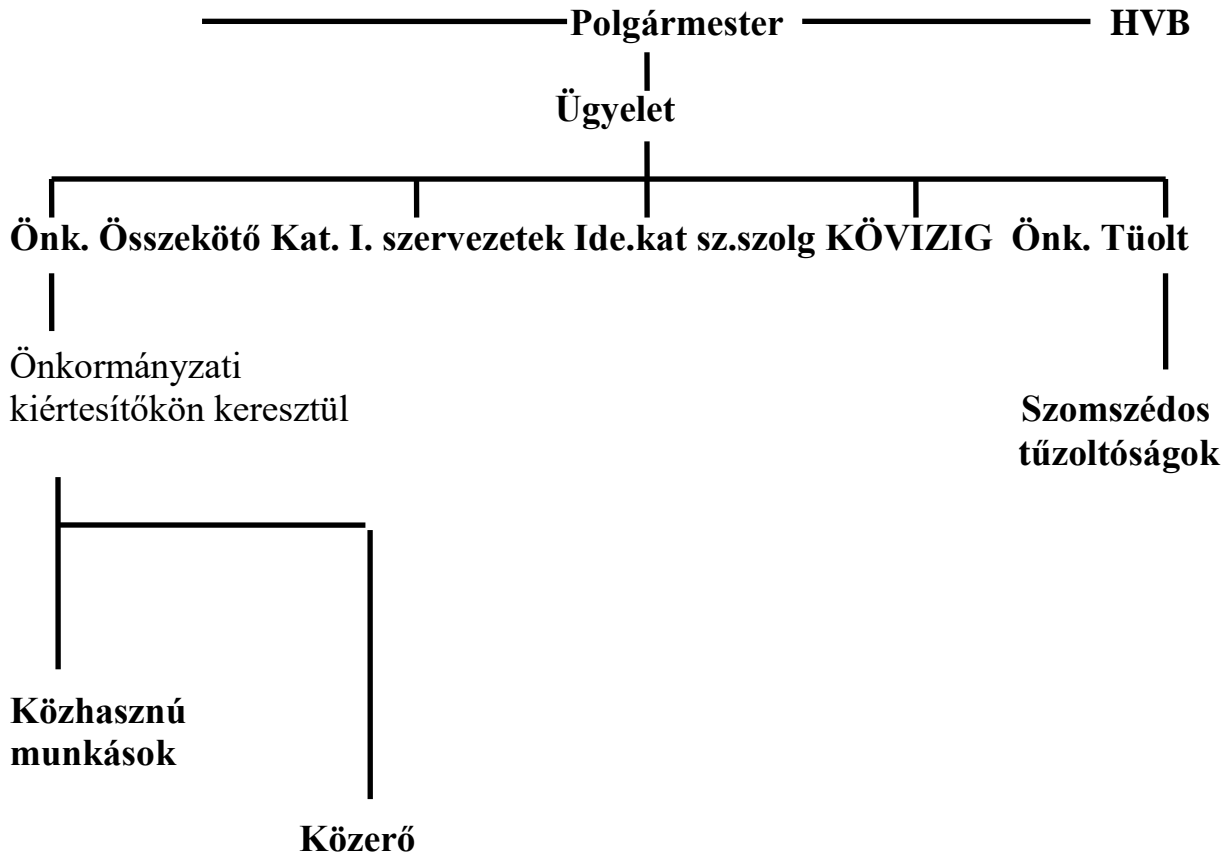 Polgármester HVB
Ügyelet
Önk. Összekötő Kat. I. szervezetek Ide.kat sz.szolg KÖVIZIG Önk. Tüolt
Önkormányzati
kiértesítőkön keresztül
Szomszédos
tűzoltóságok
Közhasznú
munkások
Közerő